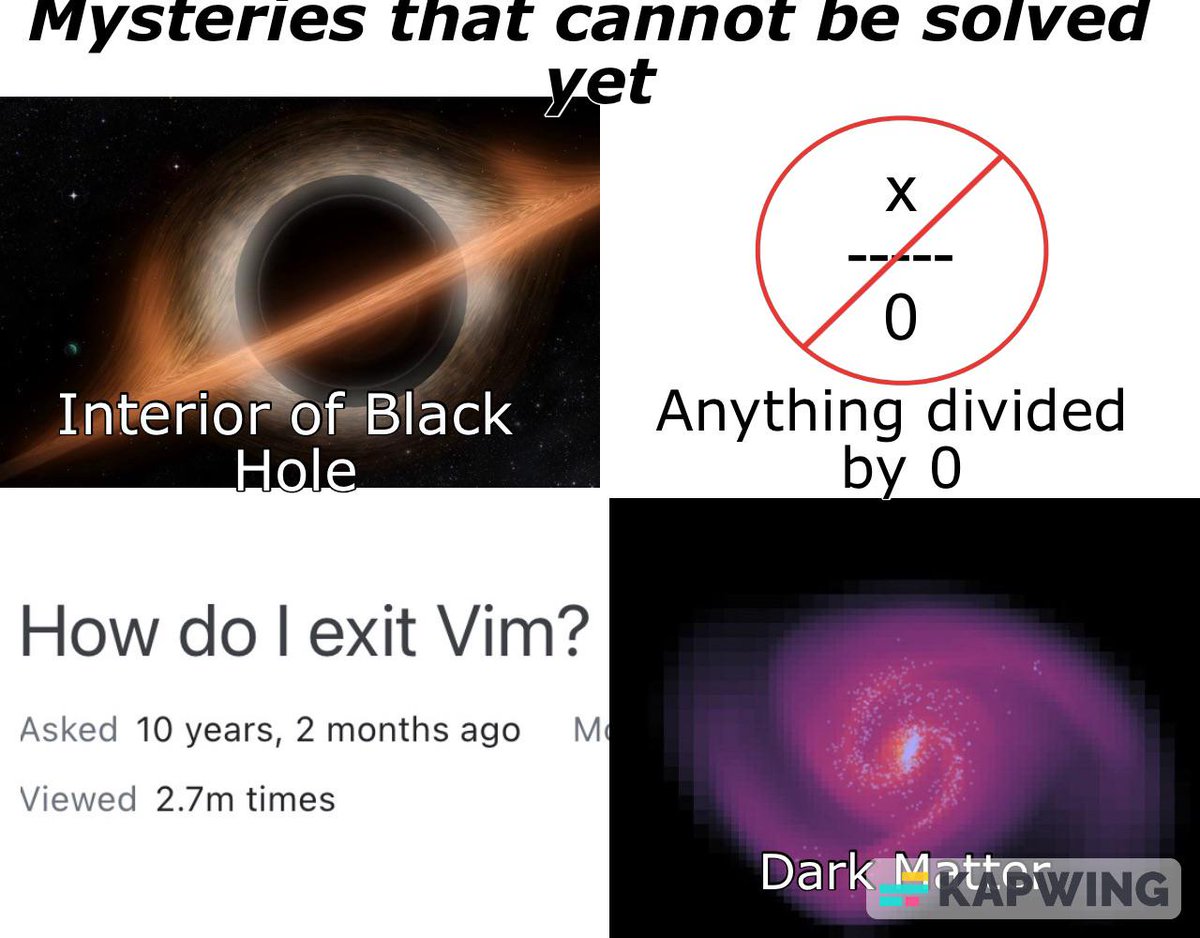 Mysteries that cannot be solved
yet
Interior of Black
Hole
x
-----
0
Anything divided
by 0
How do I exit Vim?
Asked 10 years, 2 months ago
Viewed 2.7m times
Dark Matter
KAPWING